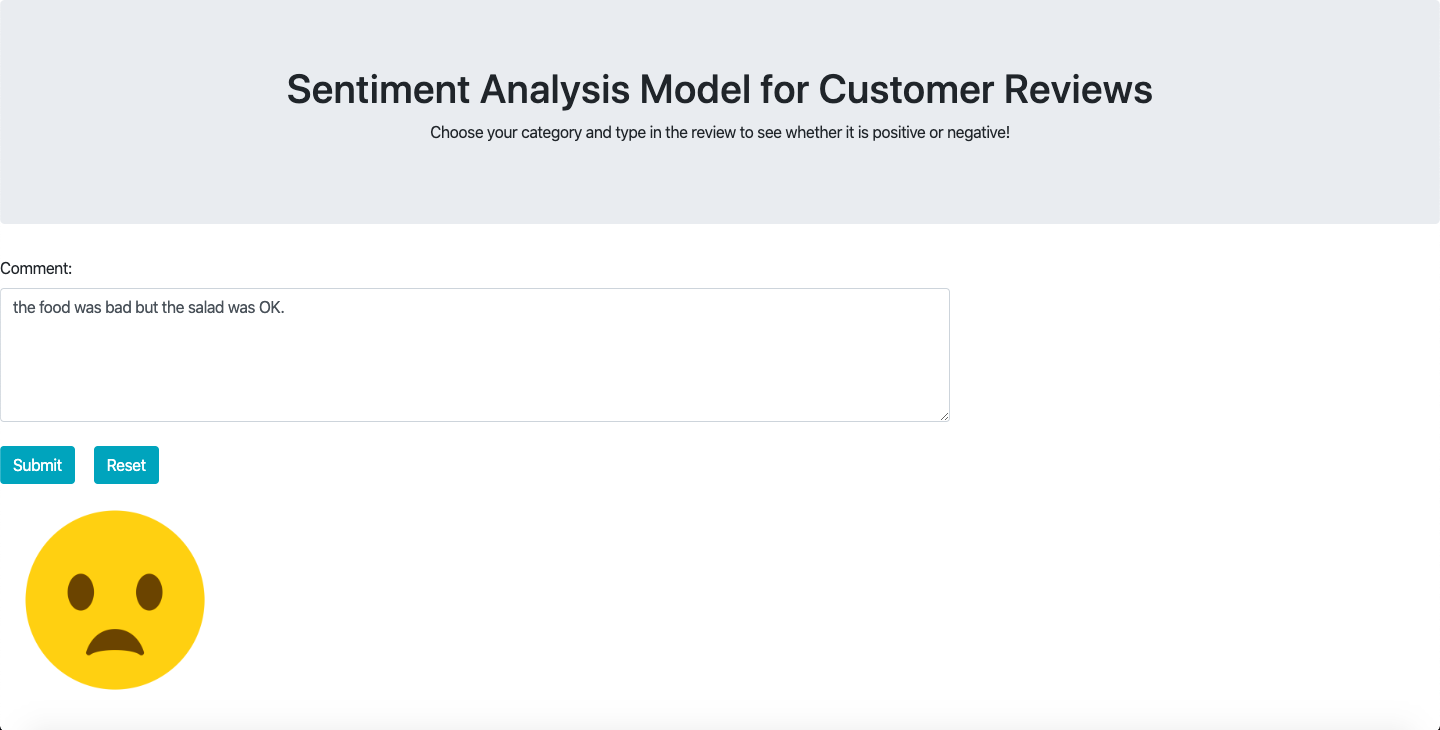 Sentiment Analysis Model for Customer Reviews
Choose your category and type in the review to see whether it is positive or negative!
Comment:
the food was bad but the salad was OK.
Submit Reset